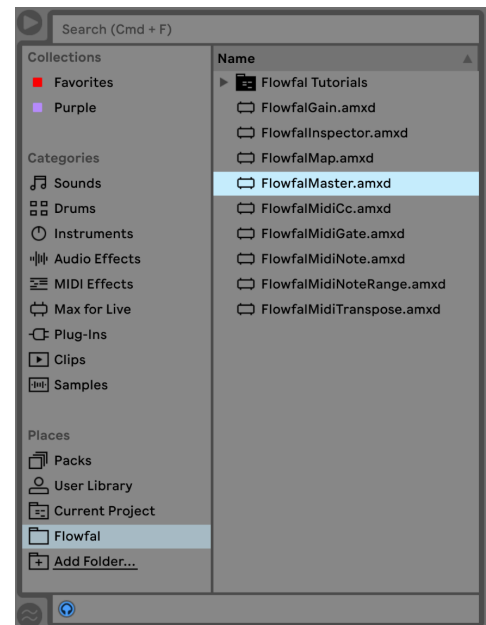 Search (Cmd + F)
Collections
Favorites
Purple
Categories
Sounds
Drums
Instruments
Audio Effects
MIDI Effects
Max for Live
Plug-Ins
Clips
Samples
Places
Packs
User Library
Current Project
Flowfal
Add Folder...
Name
Flowfal Tutorials
FlowfalGain.amxd
FlowfalInspector.amxd
FlowfalMap.amxd
FlowfalMaster.amxd
FlowfalMidiCc.amxd
FlowfalMidiGate.amxd
FlowfalMidiNote.amxd
FlowfalMidiNoteRange.amxd
FlowfalMidiTranspose.amxd